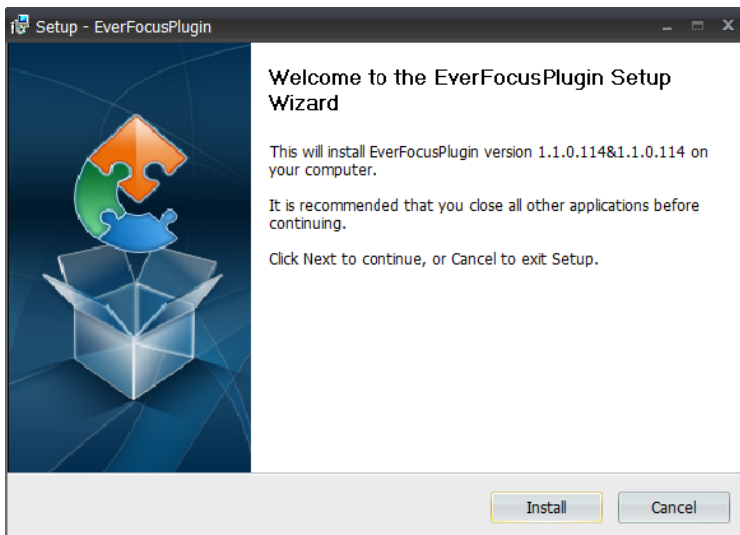 Setup - EverFocusPlugin
Welcome to the EverFocusPlugin Setup
Wizard
This will install EverFocusPlugin version 1.1.0.114&1.1.0.114 on
your computer.
It is recommended that you close all other applications before
continuing.
Click Next to continue, or Cancel to exit Setup.
Install
Cancel